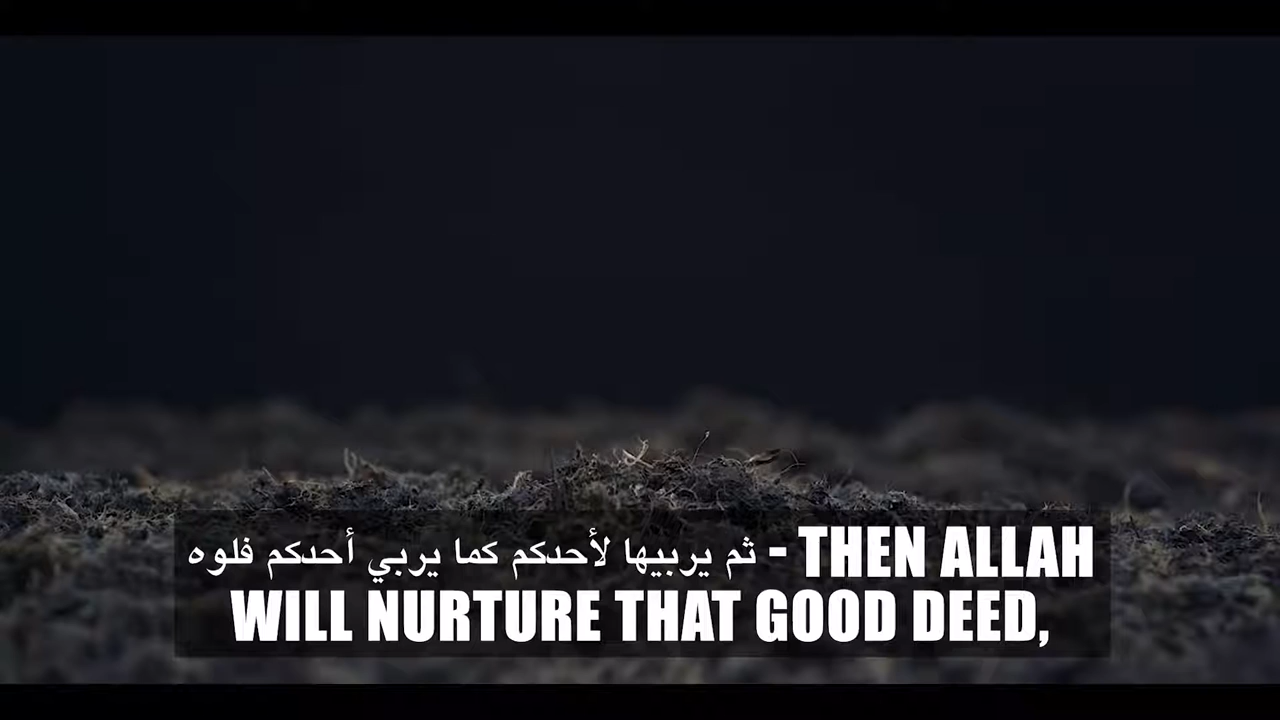 ثم يربيها لأحدكم كما يربي أحدكم فلوه - THEN ALLAH
WILL NURTURE THAT GOOD DEED,